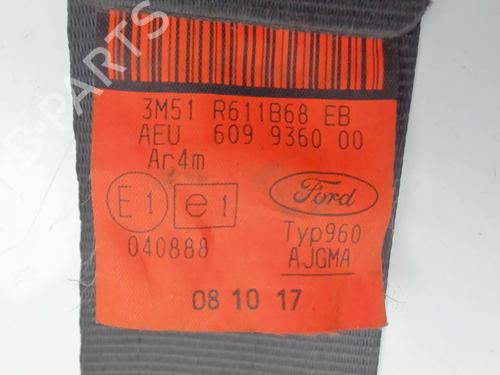 3M51 R611B68 EB
AEU 609 9360 00
Ar4m
E1 e1 Ford
040888 Typ960
AJGMA
08 10 17
B-PARTS